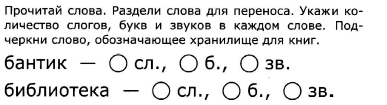 Прочитай слова. Раздели слова для переноса. Укажи ко-
личество слогов, букв и звуков в каждом слове. Под-
черкни слово, обозначающее хранилище для книг.
бантик — ○ сл., ○ б., ○ зв.
библиотека — ○ сл., ○ б., ○ зв.